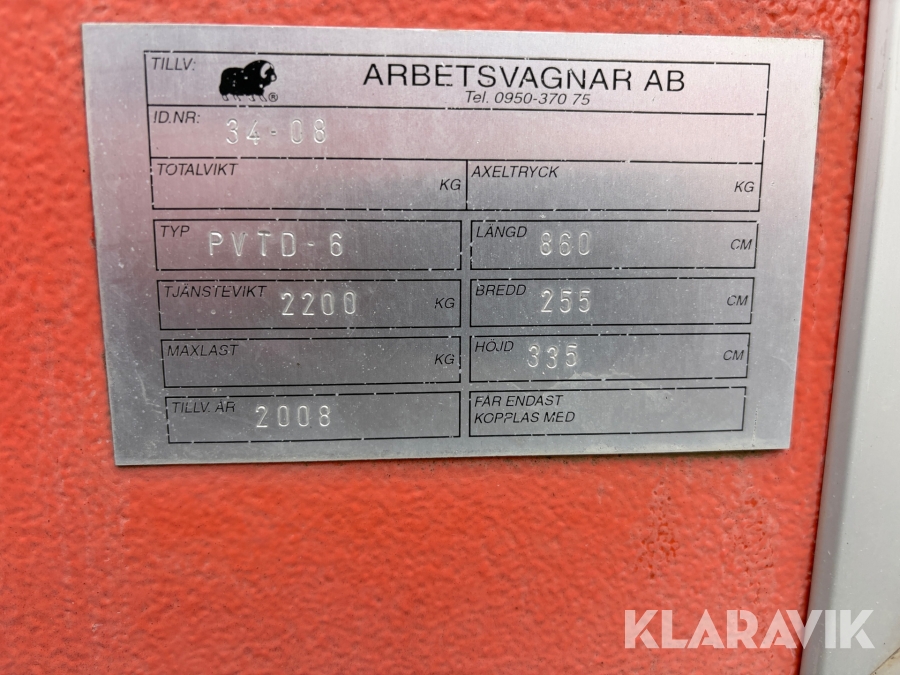 TILLV:
ARBETSVAGNAR AB
Tel. 0950-370 75
ID.NR: 34-08
TOTALVIKT KG AXELTRYCK KG
TYP PVTD-6 LÄNGD 860 CM
TJÄNSTEVIKT 2200 KG BREDD 255 CM
MAXLAST KG HÖJD 335 CM
TILLV. ÅR 2008 FÅR ENDAST
KOPPLAS MED
KLARAVIK